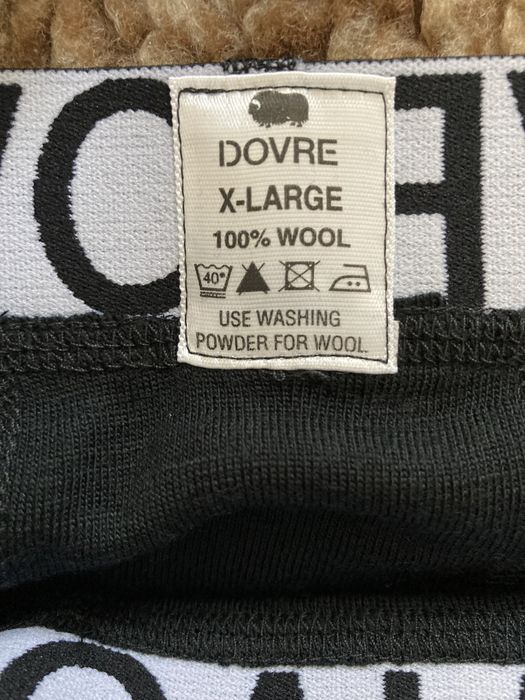 DOVRE
X-LARGE
100% WOOL
40°
USE WASHING
POWDER FOR WOOL